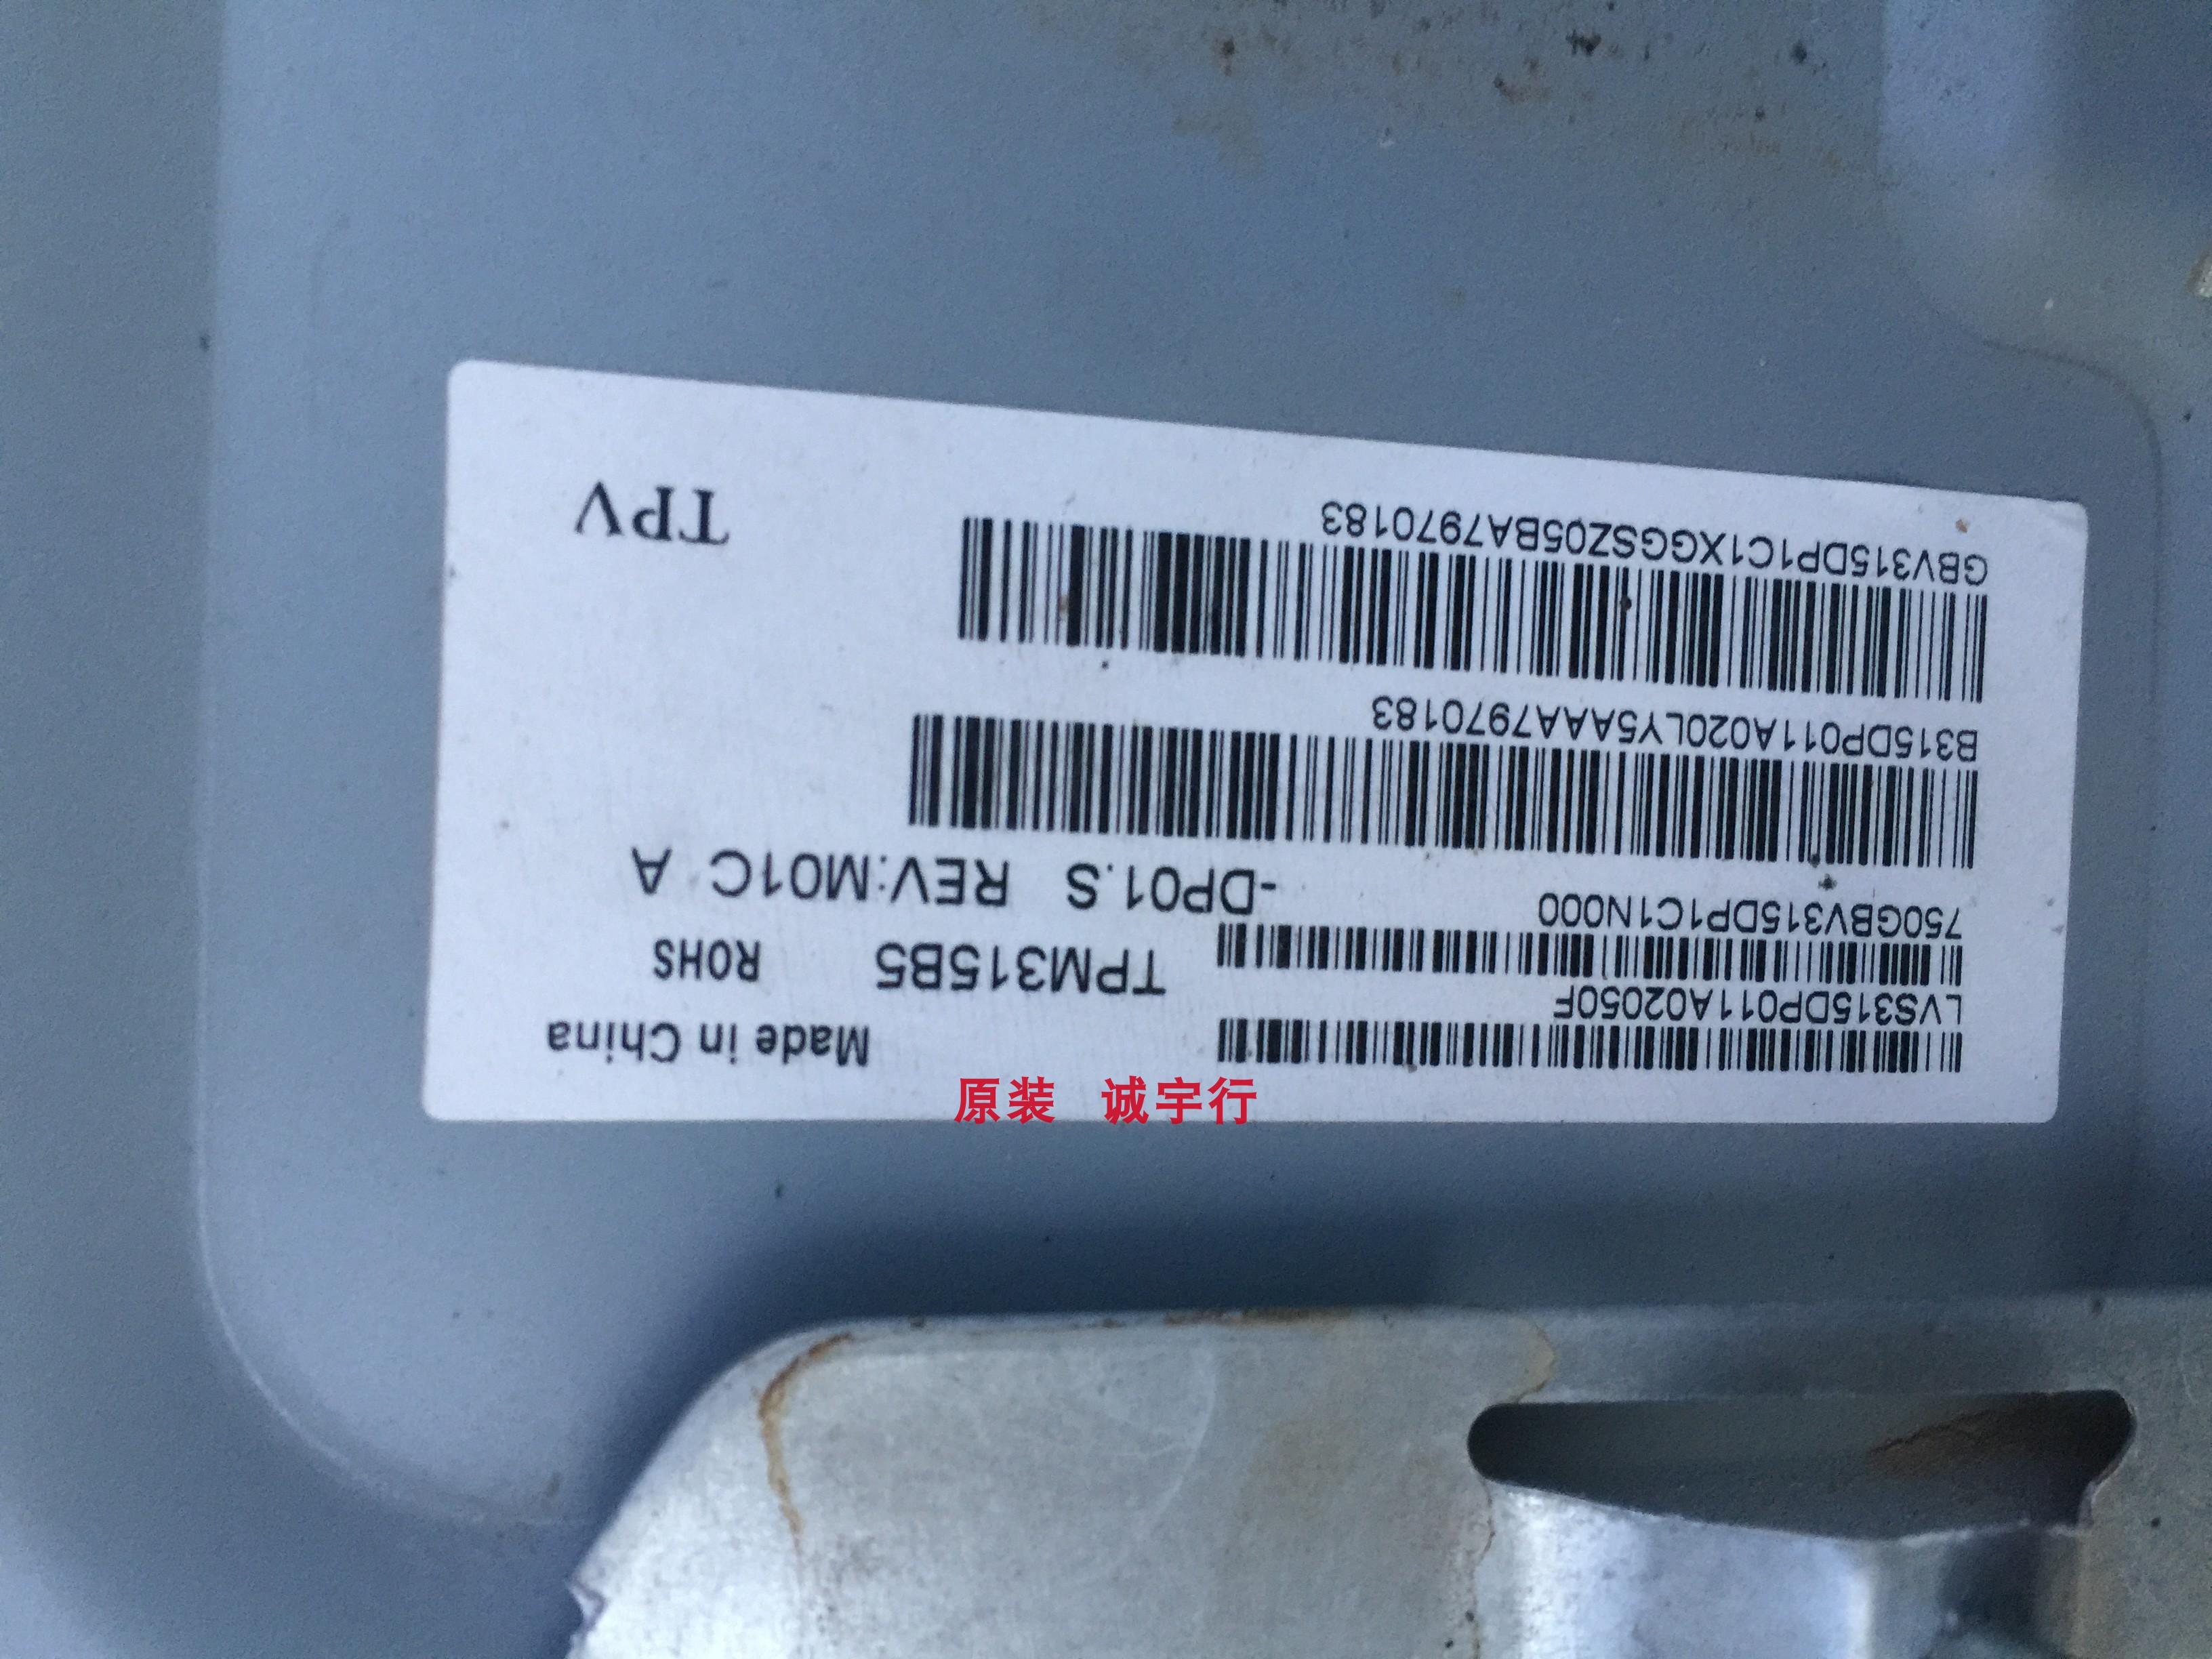 Made in China
LVS315DP011A02050F
TPM315B5 ROHS
750GBV315DP1C1N000
-DP01.S REV:M01C A
B315DP011A020LY5AAA7970183
GBV315DP1C1XGGSZ05BA7970183
TPV
原装 诚宇行